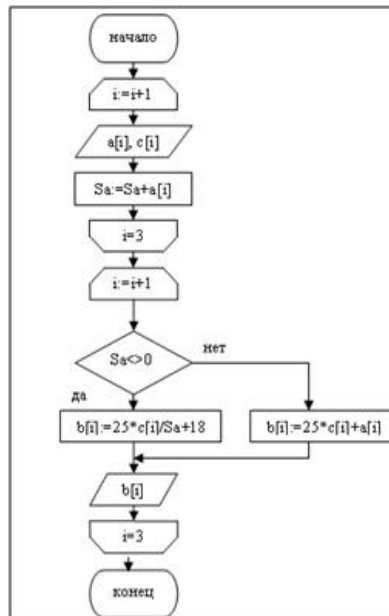 начало
i:=i+1
a[i], c[i]
Sa:=Sa+a[i]
i=3
i:=i+1
Sa<>0
нет
да
b[i]:=25*c[i]/Sa+18
b[i]:=25*c[i]+a[i]
b[i]
i=3
конец